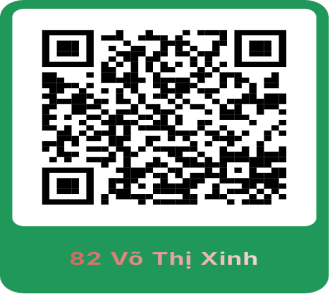 82 Võ Thị Xinh